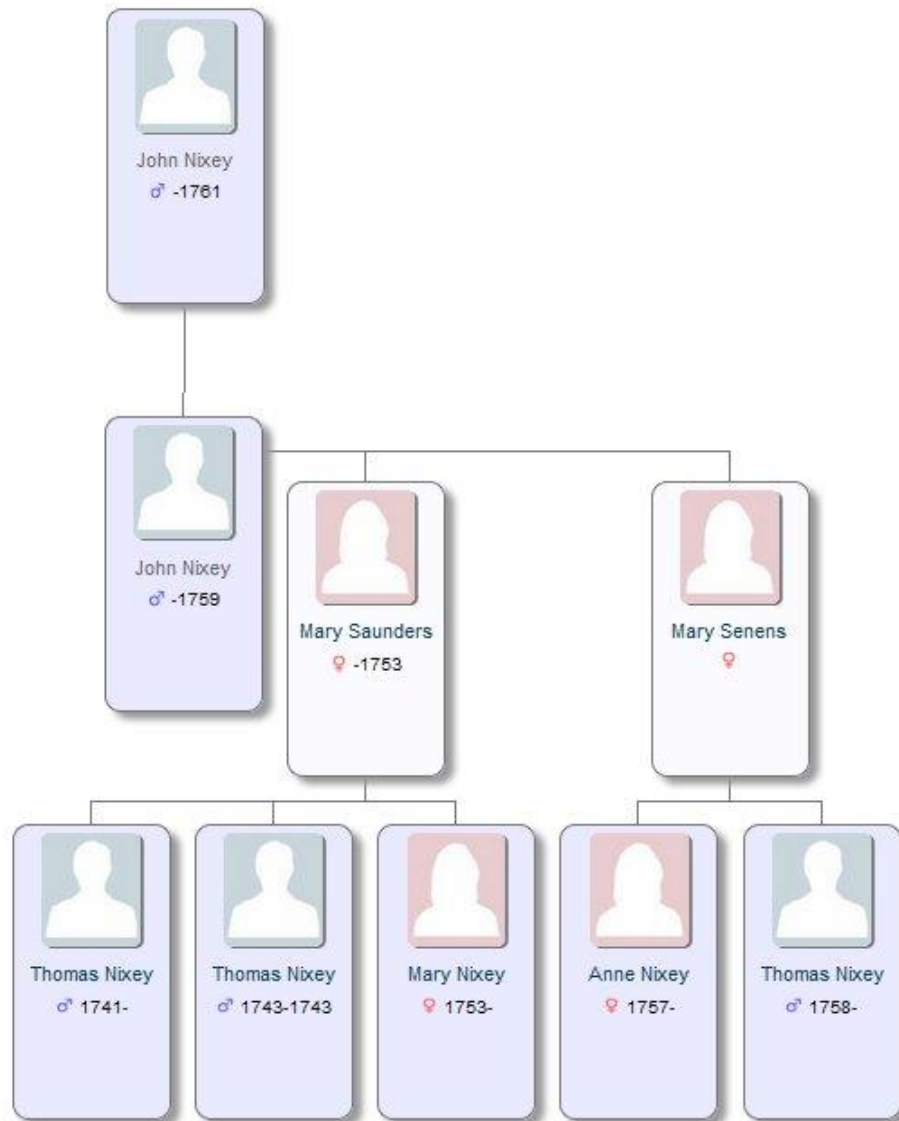 John Nixey
♂ -1761
John Nixey
♂ -1759
Mary Saunders
♀ -1753
Mary Senens
♀
Thomas Nixey
♂ 1741-
Thomas Nixey
♂ 1743-1743
Mary Nixey
♀ 1753-
Anne Nixey
♀ 1757-
Thomas Nixey
♂ 1758-